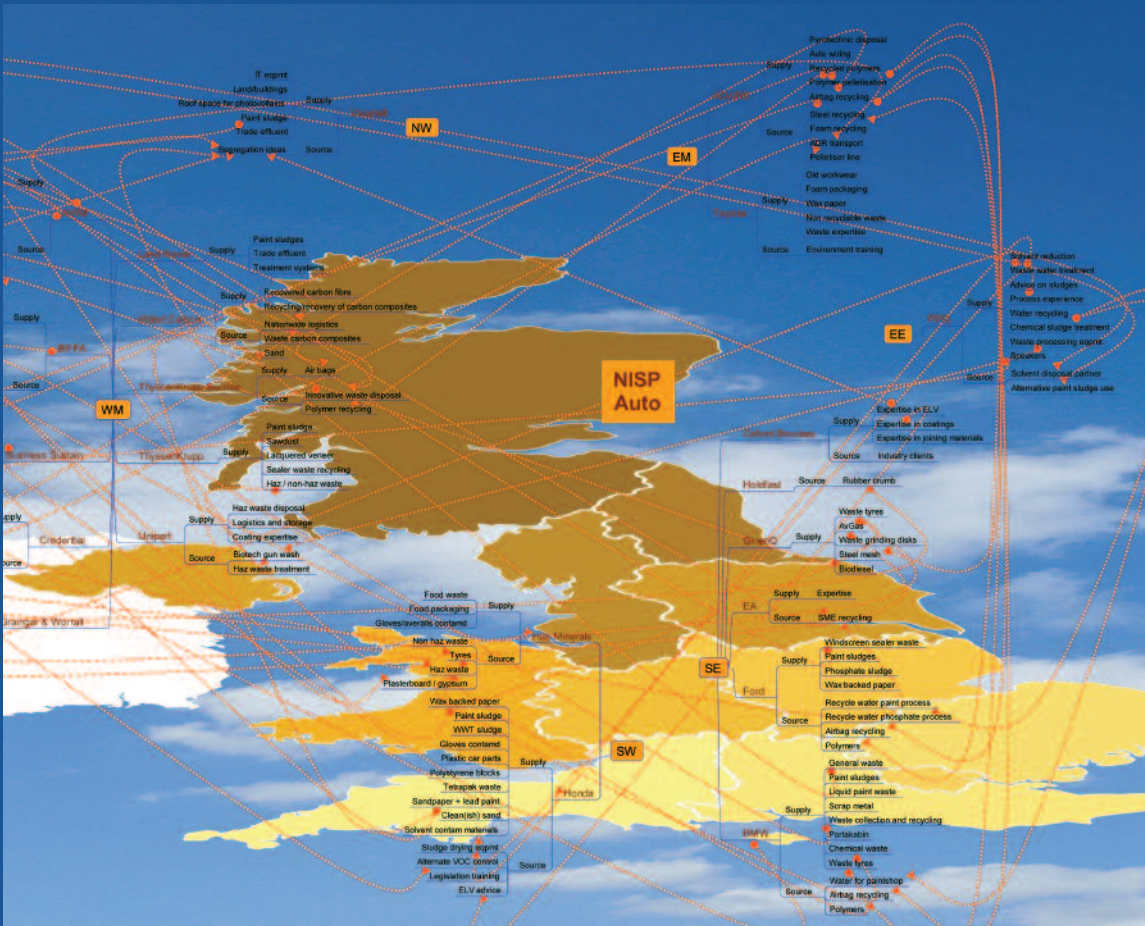 IT eqpmt
Land/buildings
Roof space for photovoltaics
Supply
Paint sludge
Trade effluent
Segregation ideas
Source
NW
EM
Pyrotechnic disposal
Auto wiring
Supply
Recycled polymers
Polymer pelletisation
Airbag recycling
Steel recycling
Source
Foam recycling
ADR transport
Pelletiser line
Old workwear
Foam packaging
Supply
Wax paper
Non recyclable waste
Waste expertise
Source
Environment training
Supply
Source
Supply
Paint sludges
Trade effluent
Treatment systems
Supply
Recovered carbon fibre
Recycling/recovery of carbon composites
Source
Nationwide logistics
Waste carbon composites
Sand
Supply
Air bags
Source
Innovative waste disposal
Polymer recycling
Supply
BIFFA
Source
WM
Business Sustain
ThyssenKrupp
Supply
Paint sludge
Sawdust
Lacquered veneer
Sealer waste recycling
Haz / non-haz waste
Credential
Unipart
Supply
Haz waste disposal
Logistics and storage
Coating expertise
Source
Biotech gun wash
Haz waste treatment
Grainger & Worrall
NISP
Auto
EE
Supply
Solvent reduction
Waste water treatment
Advice on sludges
Process experience
Water recycling
Chemical sludge treatment
Waste processing eqpmt
Speakers
Source
Solvent disposal partner
Alternative paint sludge use
Supply
Expertise in ELV
Expertise in coatings
Expertise in joining materials
Source
Industry clients
Holdfast
Source
Rubber crumb
Supply
Waste tyres
AvGas
Waste grinding disks
Steel mesh
Biodiesel
EA
Supply
Expertise
Source
SME recycling
SE
Ford
Supply
Windscreen sealer waste
Paint sludges
Phosphate sludge
Wax backed paper
Source
Recycle water paint process
Recycle water phosphate process
Airbag recycling
Polymers
BMW
Supply
General waste
Paint sludges
Liquid paint waste
Scrap metal
Waste collection and recycling
Portakabin
Chemical waste
Waste tyres
Source
Water for paintshop
Airbag recycling
Polymers
Food waste
Food packaging
Supply
Gloves/overalls contamd
Minerals
Non haz waste
Tyres
Source
Haz waste
Plasterboard / gypsum
SW
Honda
Wax backed paper
Paint sludge
WWT sludge
Gloves contamd
Plastic car parts
Supply
Polystyrene blocks
Tetrapak waste
Sandpaper + lead paint
Clean(ish) sand
Solvent contam materials
Sludge drying eqpmt
Alternate VOC control
Source
Legislation training
ELV advice